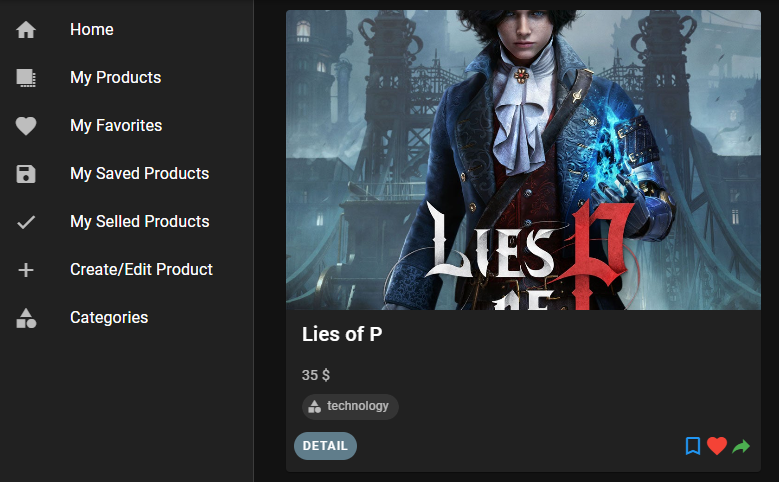 Home
My Products
My Favorites
My Saved Products
My Selled Products
Create/Edit Product
Categories
LIES P
OF
Lies of P
35 $
technology
DETAIL